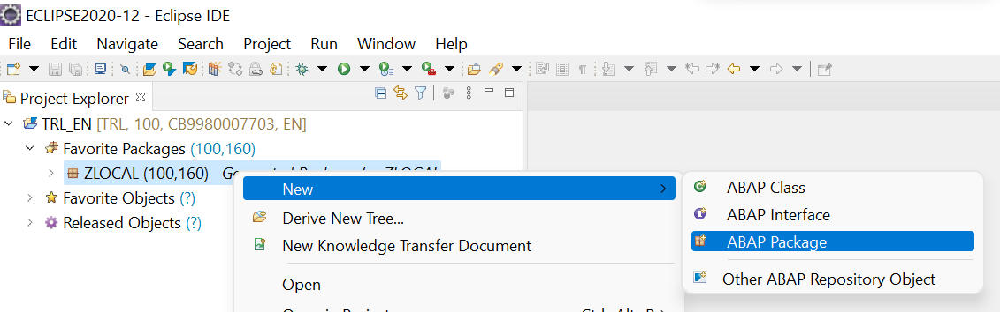 ECLIPSE2020-12 - Eclipse IDE
File Edit Navigate Search Project Run Window Help
Project Explorer
TRL_EN [TRL, 100, CB9980007703, EN]
Favorite Packages (100,160)
ZLOCAL (100,160)
Favorite Objects (?)
Released Objects (?)
New
Derive New Tree...
New Knowledge Transfer Document
Open
ABAP Class
ABAP Interface
ABAP Package
Other ABAP Repository Object